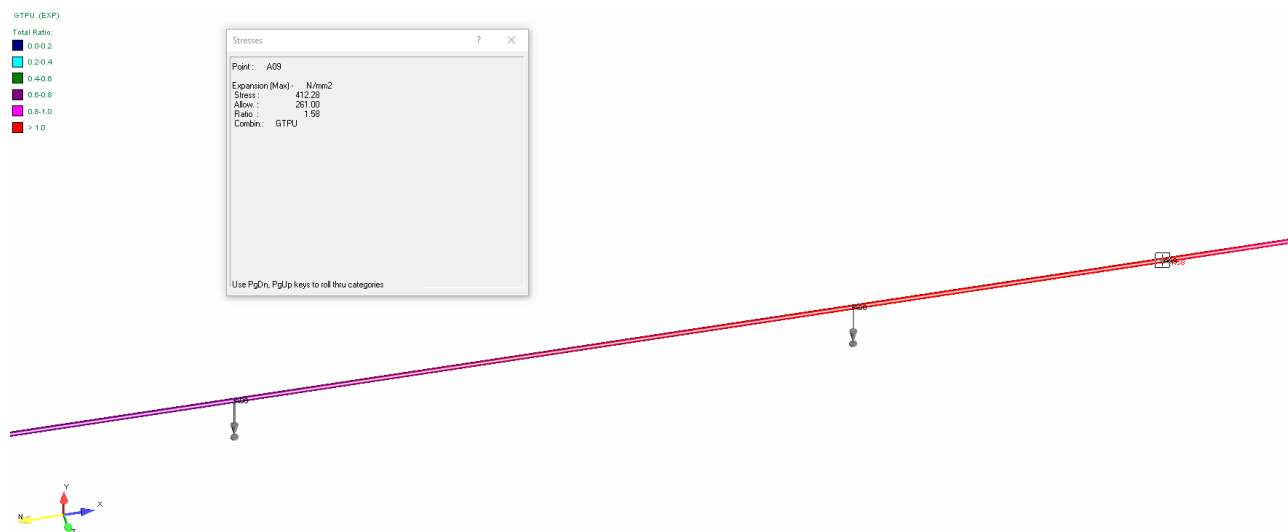 GTPU (EXP)
Total Ratio:
0.0-0.2
0.2-0.4
0.4-0.6
0.6-0.8
0.8-1.0
> 1.0
Stresses ? ×
Point : A09
Expansion (Max) - N/mm2
Stress : 412.28
Allow. : 261.00
Ratio : 1.58
Combin.: GTPU
Use PgDn, PgUp keys to roll thru categories
Y
X
N
Z